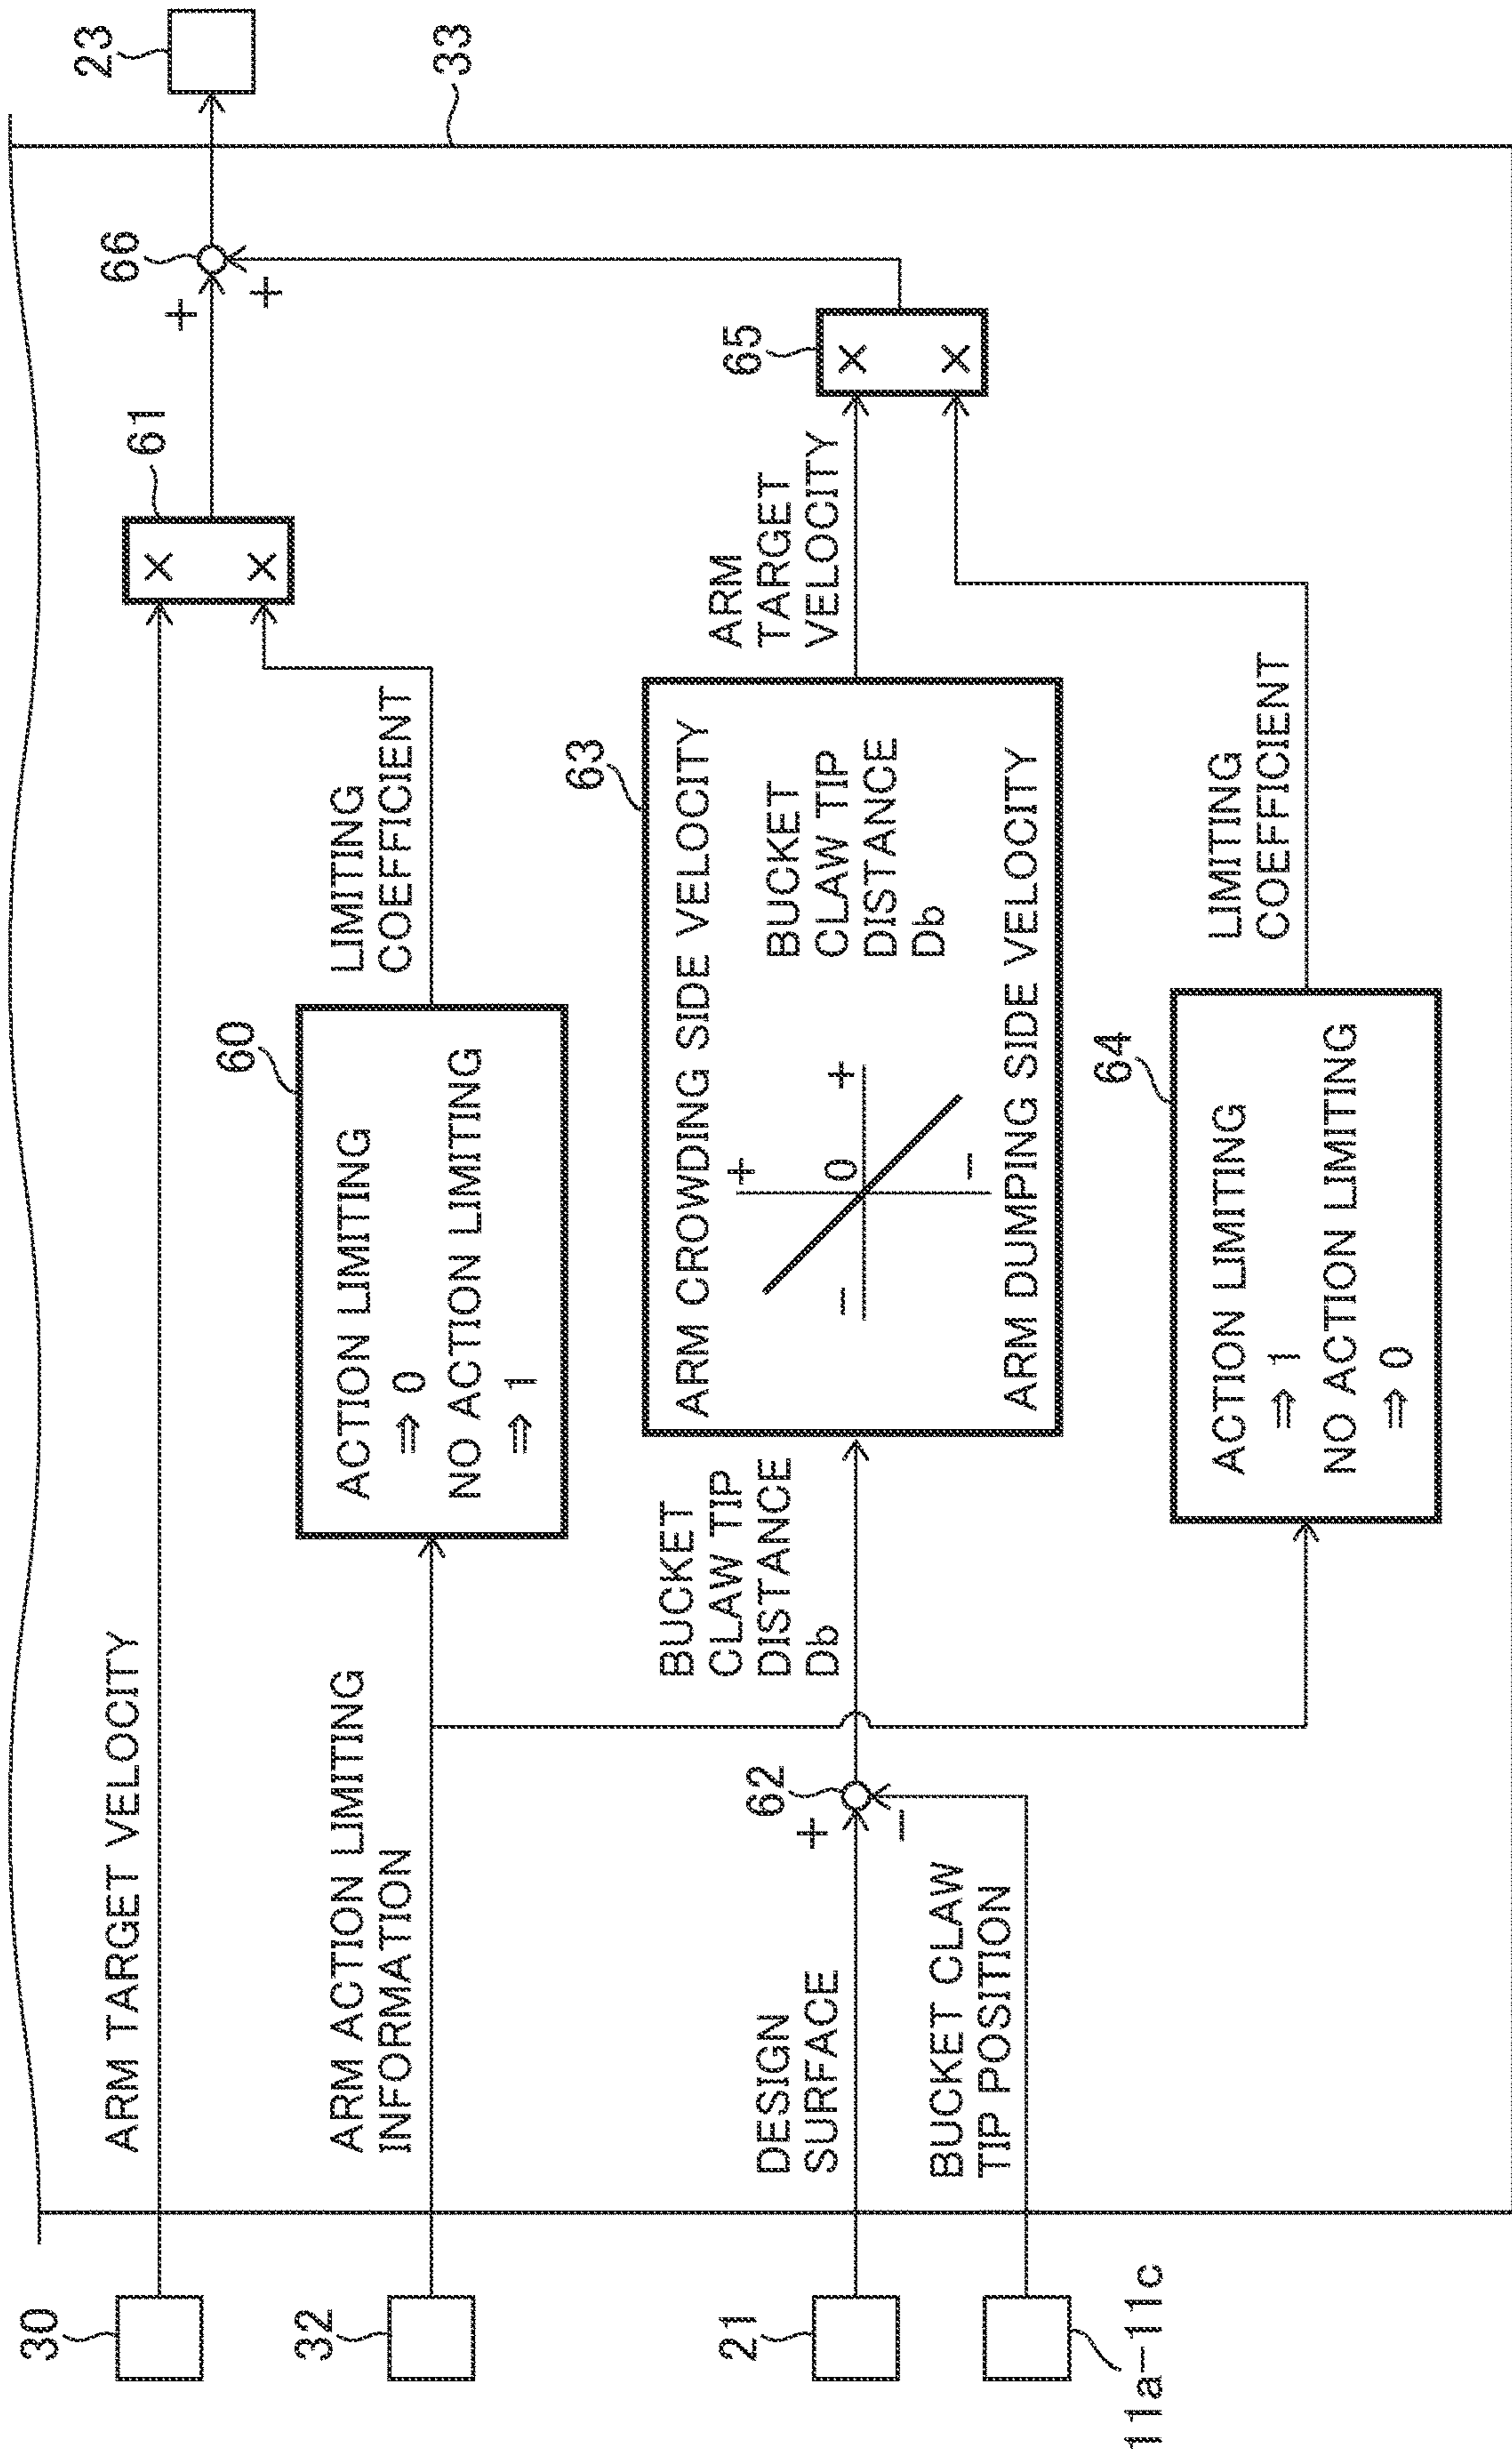 30
ARM TARGET VELOCITY
61
×
×
+
+
66
23
33
32
ARM ACTION LIMITING
INFORMATION
60
ACTION LIMITING
⇒ 0
NO ACTION LIMITING
⇒ 1
LIMITING
COEFFICIENT
21
DESIGN
SURFACE
+
−
62
BUCKET
CLAW TIP
DISTANCE
Db
63
ARM CROWDING SIDE VELOCITY
+
−
0
+
−
BUCKET
CLAW TIP
DISTANCE
Db
ARM DUMPING SIDE VELOCITY
ARM
TARGET
VELOCITY
65
×
×
11a-11c
BUCKET CLAW
TIP POSITION
64
ACTION LIMITING
⇒ 1
NO ACTION LIMITING
⇒ 0
LIMITING
COEFFICIENT